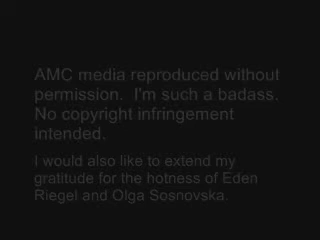 AMC media reproduced without
permission.  I'm such a badass.
No copyright infringement
intended.
I would also like to extend my
gratitude for the hotness of Eden
Riegel and Olga Sosnovska.